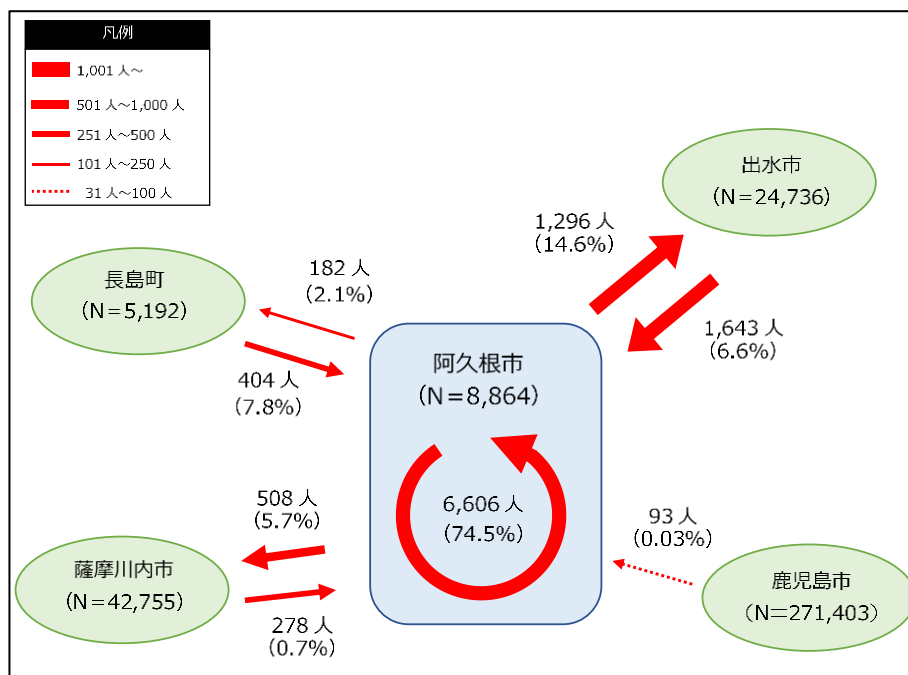 凡例
1,001 人～
501 人～1,000 人
251 人～500 人
101 人～250 人
31 人～100 人
出水市
(N＝24,736)
1,296 人
(14.6%)
1,643 人
(6.6%)
長島町
(N＝5,192)
182 人
(2.1%)
404 人
(7.8%)
阿久根市
(N＝8,864)
6,606 人
(74.5%)
508 人
(5.7%)
薩摩川内市
(N＝42,755)
278 人
(0.7%)
93 人
(0.03%)
鹿児島市
(N＝271,403)